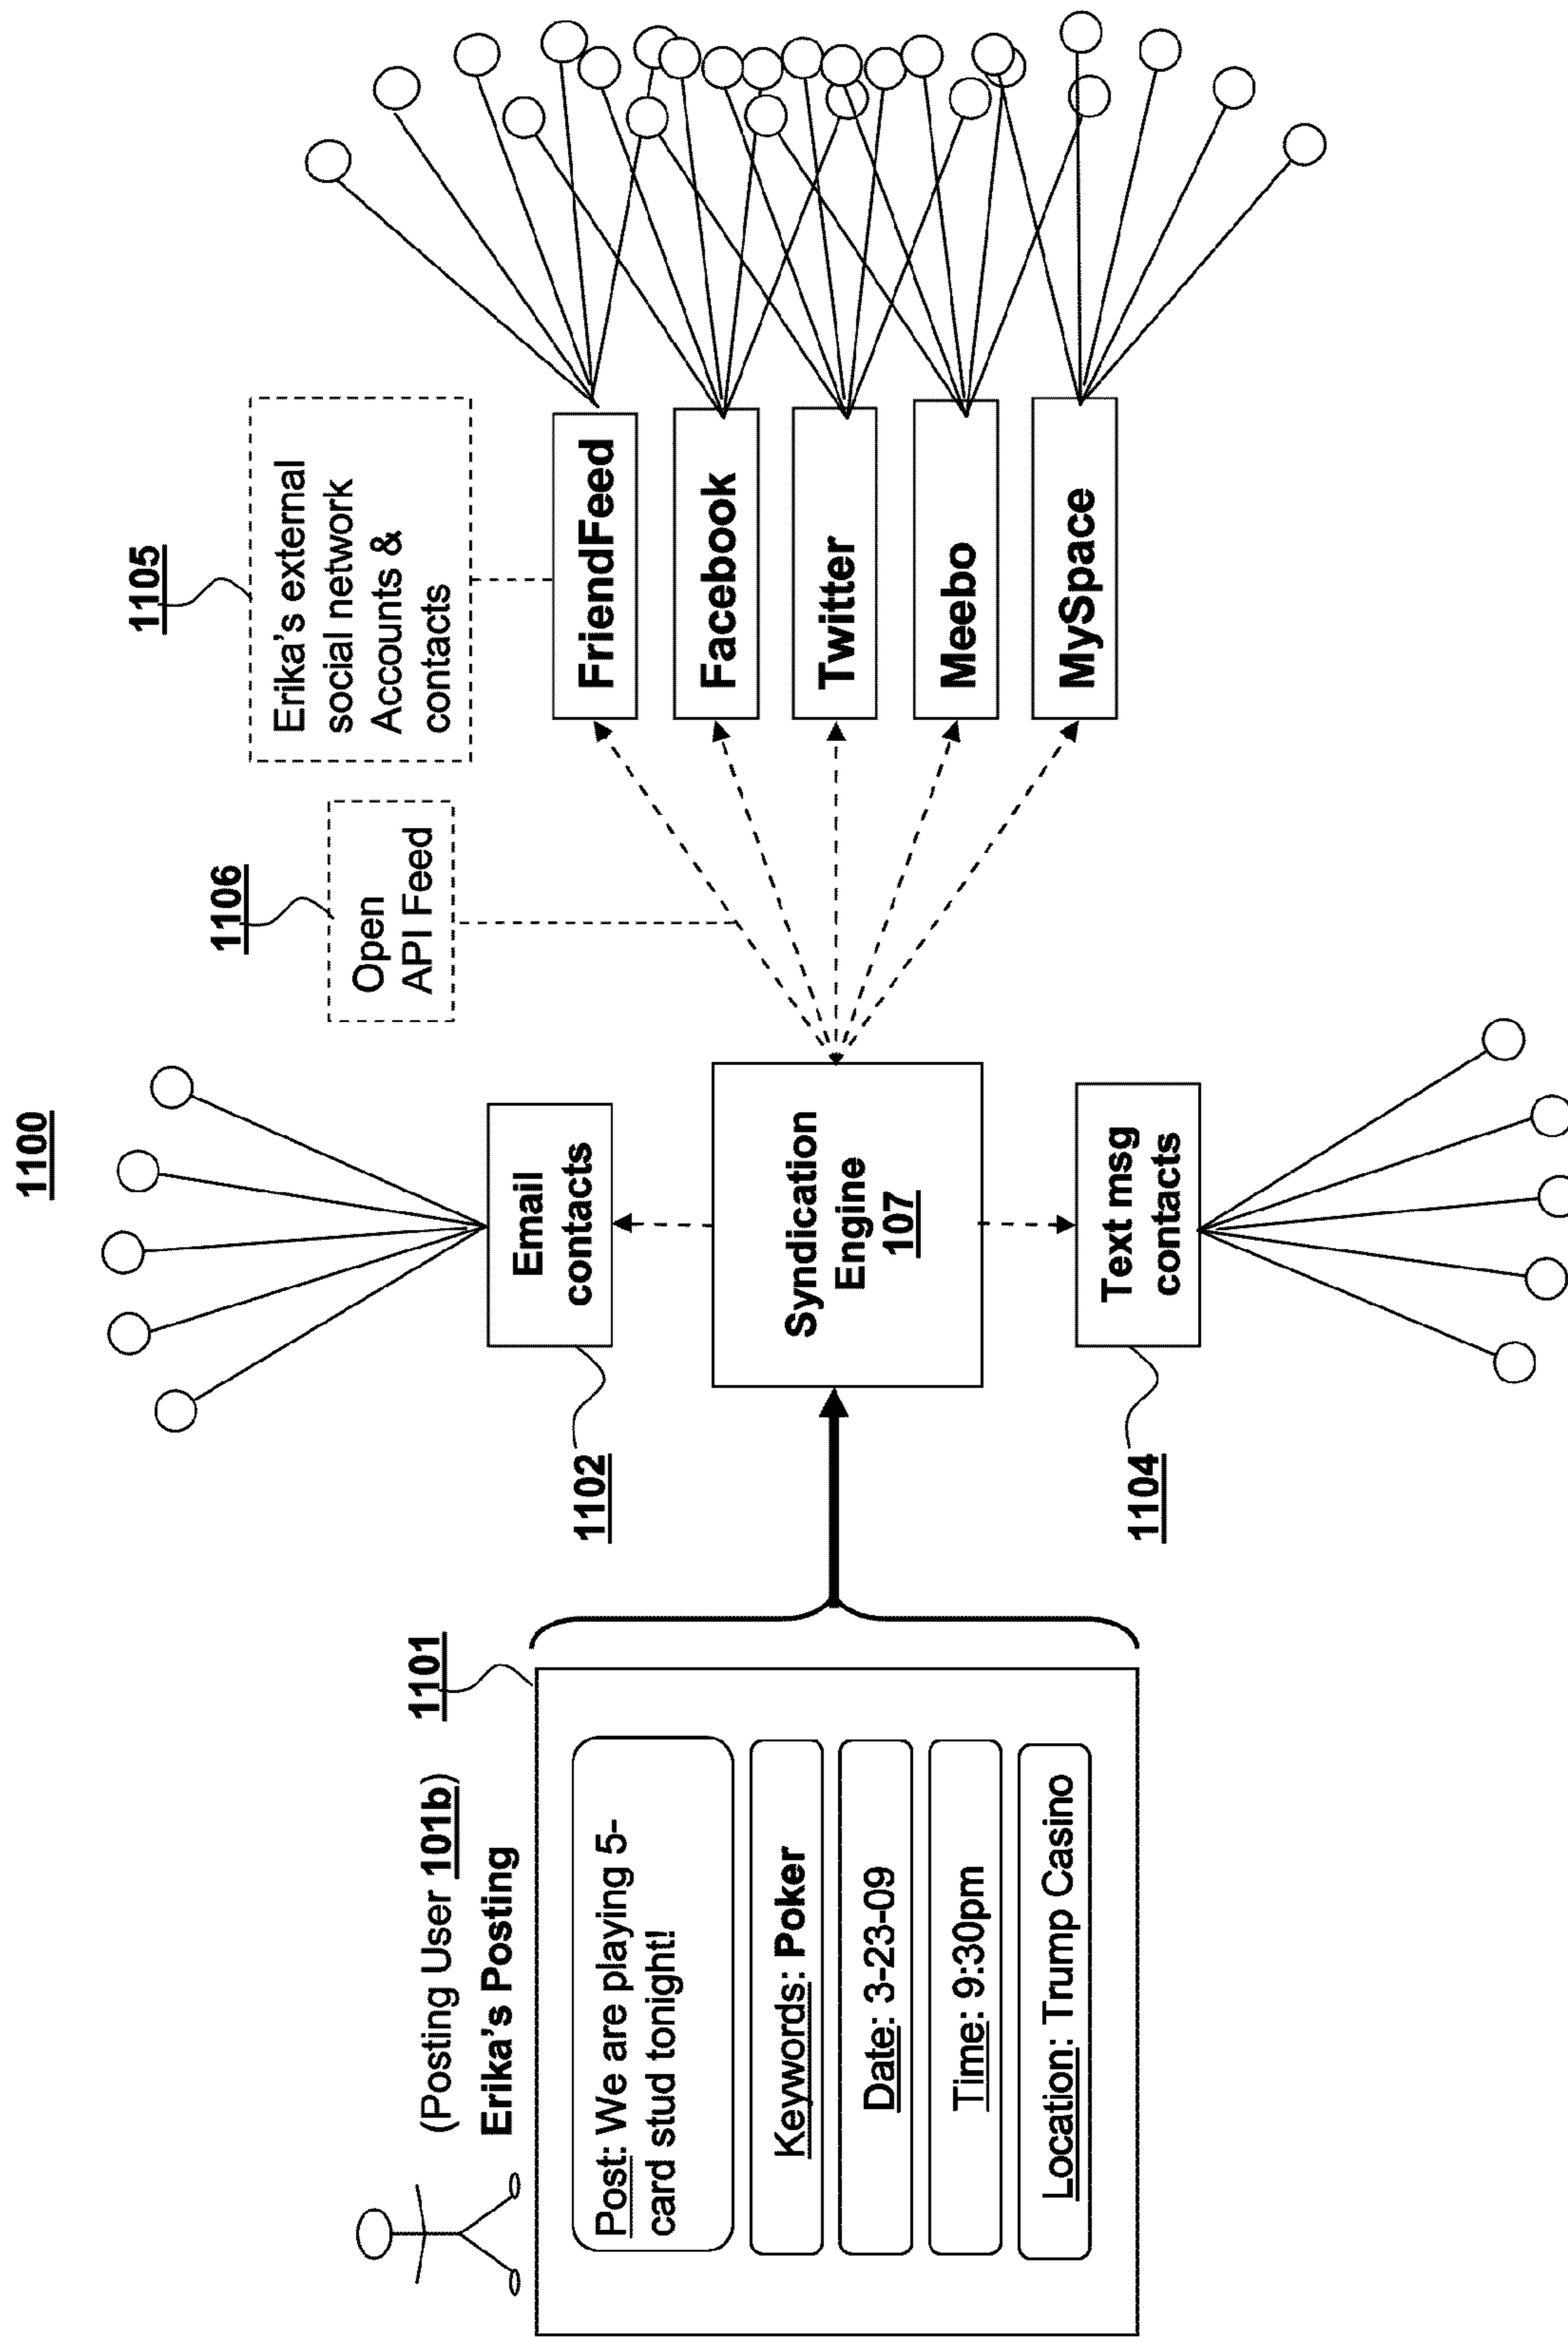 1100
(Posting User 101b)
Erika's Posting
1101
Post: We are playing 5-
card stud tonight!
Keywords: Poker
Date: 3-23-09
Time: 9:30pm
Location: Trump Casino
1102
Email
contacts
Syndication
Engine
107
1104
Text msg
contacts
1106
Open
API Feed
1105
Erika's external
social network
Accounts &
contacts
FriendFeed
Facebook
Twitter
Meebo
MySpace